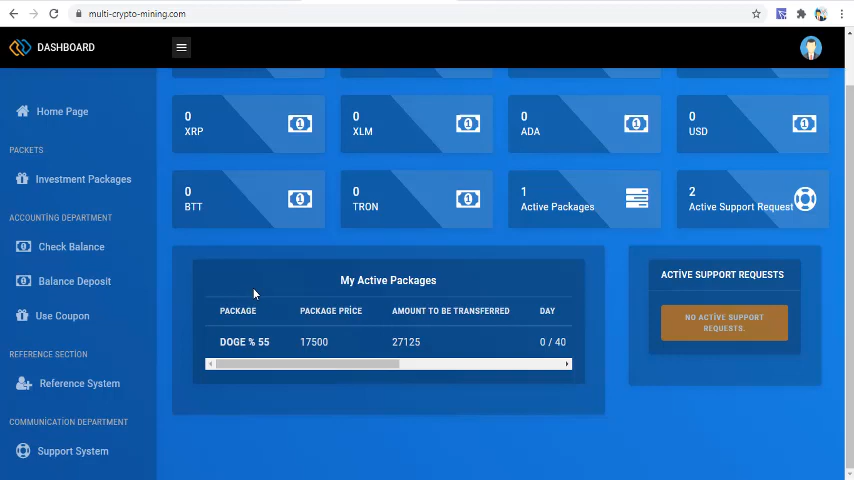 multi-crypto-mining.com
DASHBOARD
Home Page
PACKETS
Investment Packages
ACCOUNTİNG DEPARTMENT
Check Balance
Balance Deposit
Use Coupon
REFERENCE SECTİON
Reference System
COMMUNİCATİON DEPARTMENT
Support System
0
XRP
0
XLM
0
ADA
0
USD
0
BTT
0
TRON
1
Active Packages
2
Active Support Request
My Active Packages
PACKAGE PACKAGE PRİCE AMOUNT TO BE TRANSFERRED DAY
DOGE % 55 17500 27125 0 / 40
ACTİVE SUPPORT REQUESTS
NO ACTİVE SUPPORT
REQUESTS.